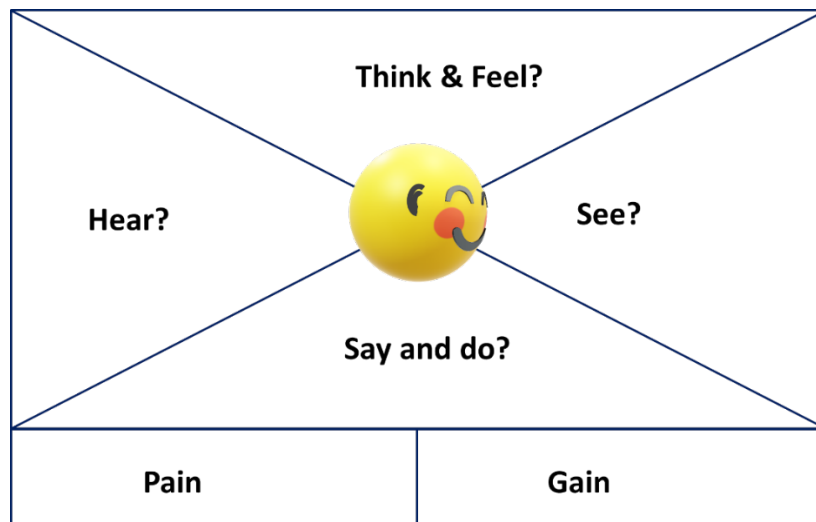 Think & Feel?
Hear?
See?
Say and do?
Pain
Gain